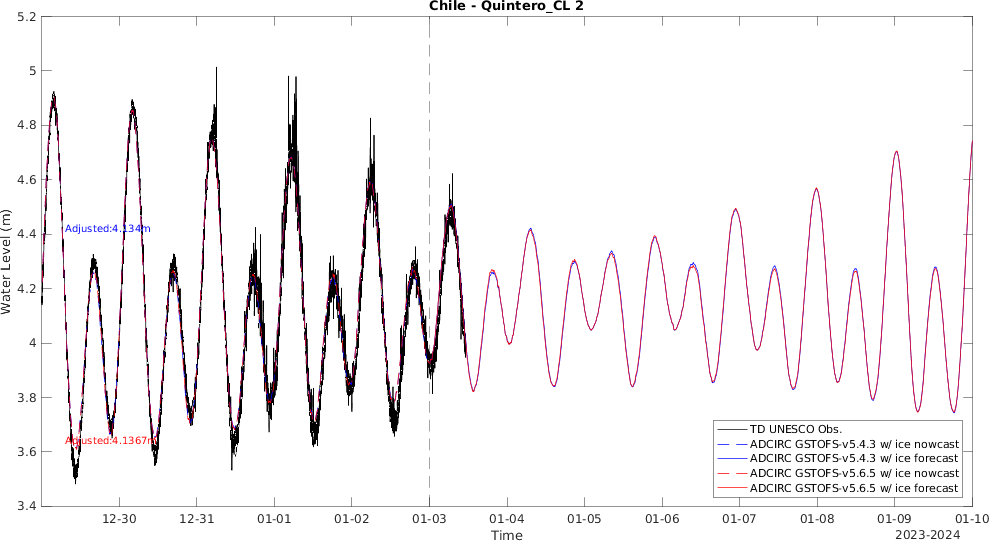 Chile - Quintero_CL 2
5.2
5
4.8
4.6
4.4
4.2
4
3.8
3.6
3.4
Water Level (m)
Adjusted:4.134m
Adjusted:4.1367m
TD UNESCO Obs.
ADCIRC GSTOFS-v5.4.3 w/ ice nowcast
ADCIRC GSTOFS-v5.4.3 w/ ice forecast
ADCIRC GSTOFS-v5.6.5 w/ ice nowcast
ADCIRC GSTOFS-v5.6.5 w/ ice forecast
12-30 12-31 01-01 01-02 01-03 01-04 01-05 01-06 01-07 01-08 01-09 01-10
Time
2023-2024